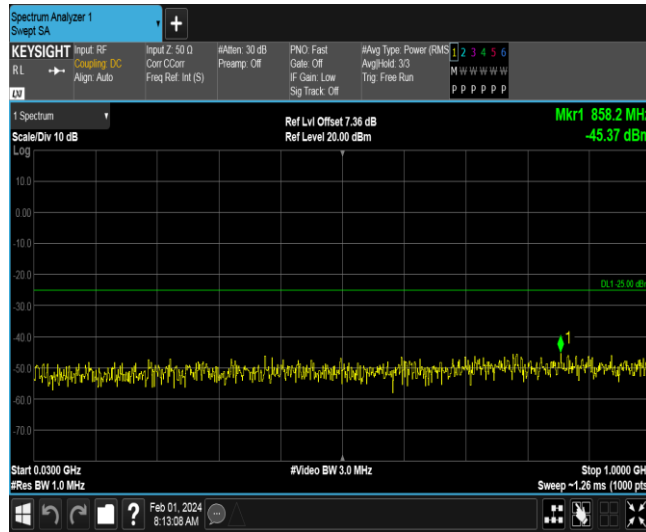 Spectrum Analyzer 1
Swept SA
+
KEYSIGHT Input: RF Input Z: 50 Ω #Atten: 30 dB PNO: Fast #Avg Type: Power (RMS 1 2 3 4 5 6
RL Coupling: DC Corr CCorr Preamp: Off Gate: Off Avg|Hold: 3/3 M W W W W W
Align: Auto Freq Ref: Int (S) IF Gain: Low Trig: Free Run
Sig Track: Off P P P P P P
LXI
1 Spectrum Ref Lvl Offset 7.36 dB Mkr1 858.2 MHz
Scale/Div 10 dB Ref Level 20.00 dBm -45.37 dBm
Log
10.0
0.00
-10.0
-20.0
DL1 -25.00 dBm
-30.0
-40.0
1
-50.0
-60.0
-70.0
Start 0.0300 GHz #Video BW 3.0 MHz Stop 1.0000 GH
#Res BW 1.0 MHz Sweep ~1.26 ms (1000 pts
? Feb 01, 2024
8:13:08 AM